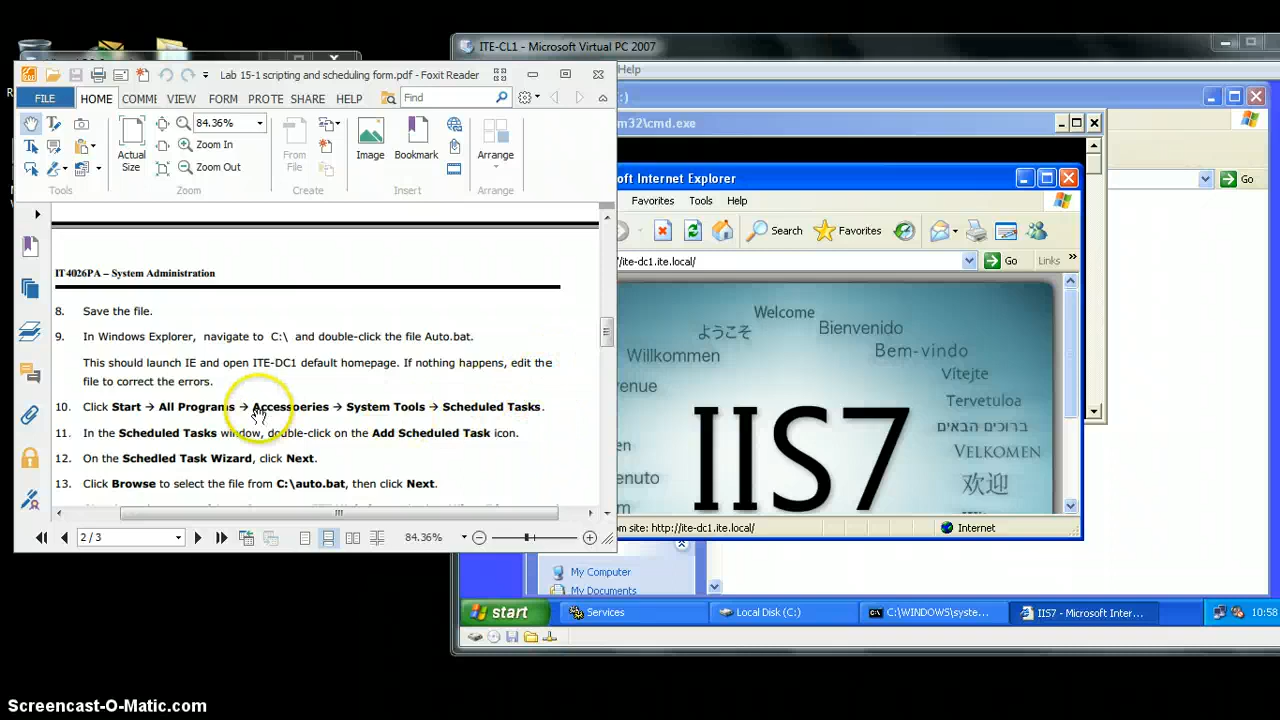 ITE-CL1 - Microsoft Virtual PC 2007
Help
Lab 15-1 scripting and scheduling form.pdf - Foxit Reader
FILE HOME COMME VIEW FORM PROTE SHARE HELP Find
84.36%
Actual Size
Zoom In
Zoom Out
From File
Image
Bookmark
Arrange
Tools Zoom Create Insert Arrange
IT4026PA – System Administration
8. Save the file.
9. In Windows Explorer, navigate to C:\ and double-click the file Auto.bat.
This should launch IE and open ITE-DC1 default homepage. If nothing happens, edit the
file to correct the errors.
10. Click Start → All Programs → Accessoeries → System Tools → Scheduled Tasks.
11. In the Scheduled Tasks window, double-click on the Add Scheduled Task icon.
12. On the Schedled Task Wizard, click Next.
13. Click Browse to select the file from C:\auto.bat, then click Next.
2 / 3
84.36%
:)
m32\cmd.exe
Go
oft Internet Explorer
Favorites Tools Help
Search Favorites
/ite-dc1.ite.local/
Go Links »
Welcome
ようこそ
Bienvenido
Willkommen
Bem-vindo
venue
Vítejte
Tervetuloa
ברוכים הבאים
VELKOMEN
欢迎
IIS7
en
venuto
om
om site: http://ite-dc1.ite.local/
Internet
My Computer
My Documents
start
Services
Local Disk (C:)
C:\WINDOWS\syste...
IIS7 - Microsoft Inter...
10:58
Screencast-O-Matic.com